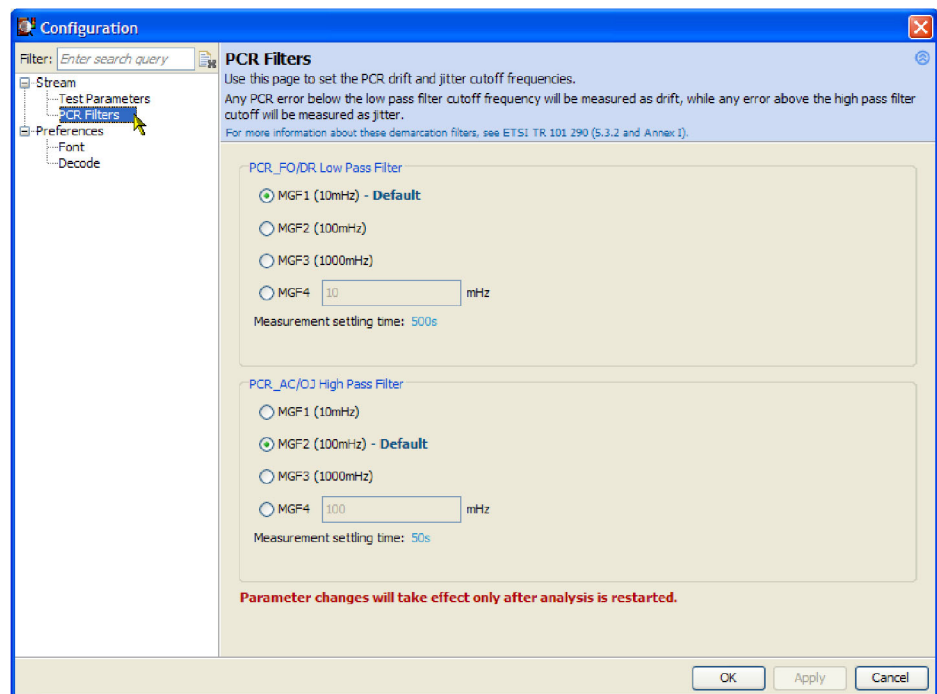 Configuration
Filter: Enter search query
Stream
Test Parameters
PCR Filters
Preferences
Font
Decode
PCR Filters
Use this page to set the PCR drift and jitter cutoff frequencies.
Any PCR error below the low pass filter cutoff frequency will be measured as drift, while any error above the high pass filter
cutoff will be measured as jitter.
For more information about these demarcation filters, see ETSI TR 101 290 (5.3.2 and Annex I).
PCR_FO/DR Low Pass Filter
MGF1 (10mHz) - Default
MGF2 (100mHz)
MGF3 (1000mHz)
MGF4 10 mHz
Measurement settling time: 500s
PCR_AC/OJ High Pass Filter
MGF1 (10mHz)
MGF2 (100mHz) - Default
MGF3 (1000mHz)
MGF4 100 mHz
Measurement settling time: 50s
Parameter changes will take effect only after analysis is restarted.
OK Apply Cancel